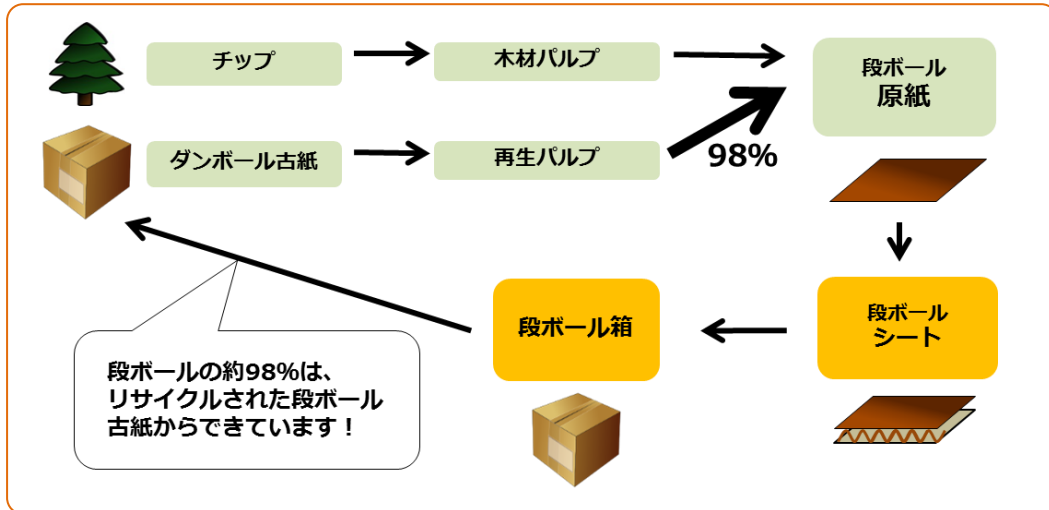 チップ
木材パルプ
段ボール
原紙
ダンボール古紙
再生パルプ
98%
段ボール
シート
段ボール箱
段ボールの約98%は、
リサイクルされた段ボール
古紙からできています！